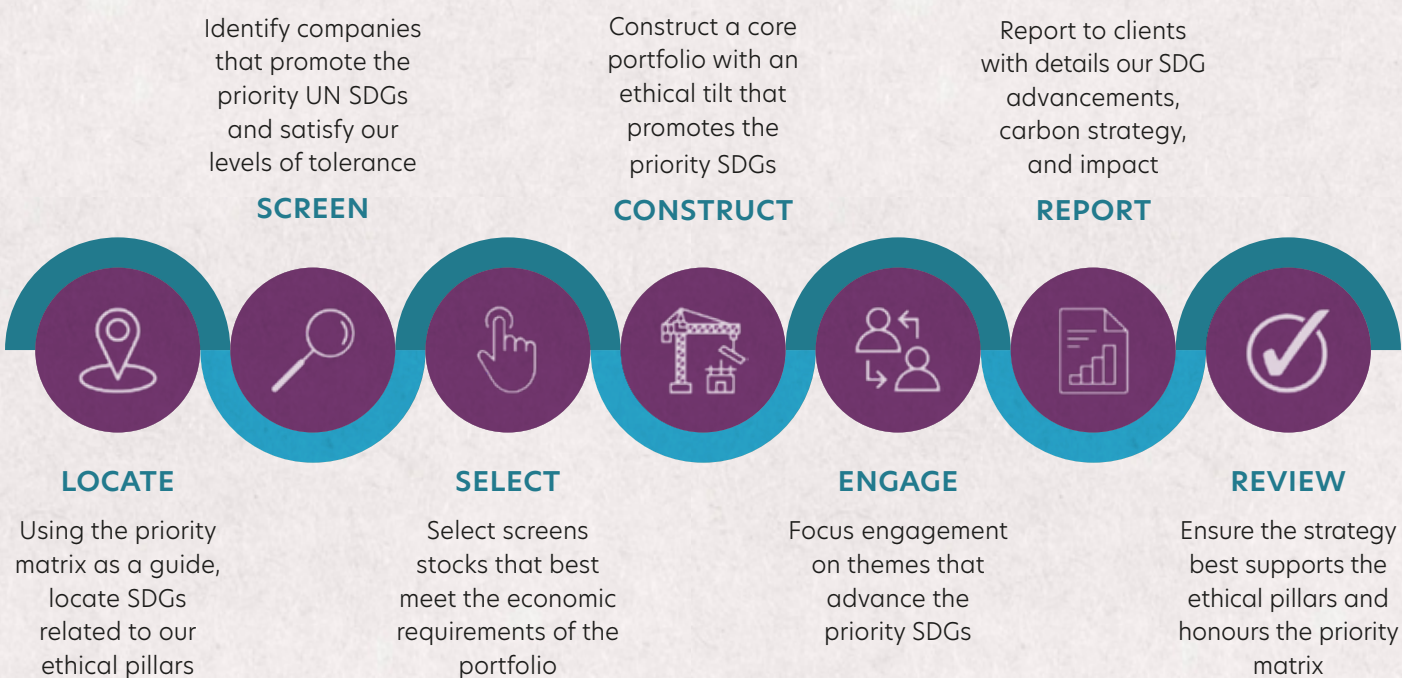 Identify companies
that promote the
priority UN SDGs
and satisfy our
levels of tolerance
SCREEN
Construct a core
portfolio with an
ethical tilt that
promotes the
priority SDGs
CONSTRUCT
Report to clients
with details our SDG
advancements,
carbon strategy,
and impact
REPORT
LOCATE
Using the priority
matrix as a guide,
locate SDGs
related to our
ethical pillars
SELECT
Select screens
stocks that best
meet the economic
requirements of the
portfolio
ENGAGE
Focus engagement
on themes that
advance the
priority SDGs
REVIEW
Ensure the strategy
best supports the
ethical pillars and
honours the priority
matrix